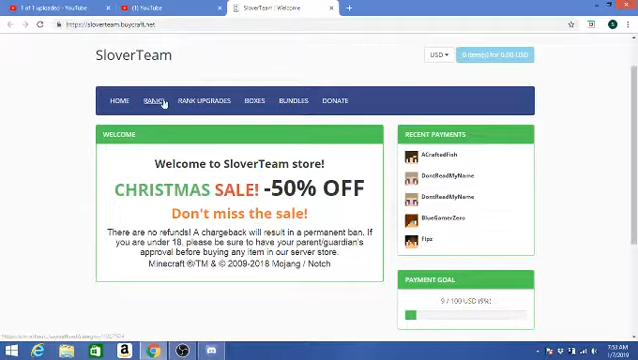 1 of 1 uploaded - YouTube
(1) YouTube
SloverTeam | Welcome
https://sloverteam.buycraft.net
SloverTeam
USD
0 item(s) for 0.00 USD
HOME
RANKS
RANK UPGRADES
BOXES
BUNDLES
DONATE
WELCOME
Welcome to SloverTeam store!
CHRISTMAS SALE! -50% OFF
Don't miss the sale!
There are no refunds! A chargeback will result in a permanent ban. If
you are under 18, please be sure to have your parent/guardian's
approval before buying any item in our server store.
Minecraft ®/TM & © 2009-2018 Mojang / Notch
RECENT PAYMENTS
ACraftedFish
DontReadMyName
DontReadMyName
BlueGamerZero
Flpz
PAYMENT GOAL
9 / 100 USD (9%)
7:53 AM
1/7/2019